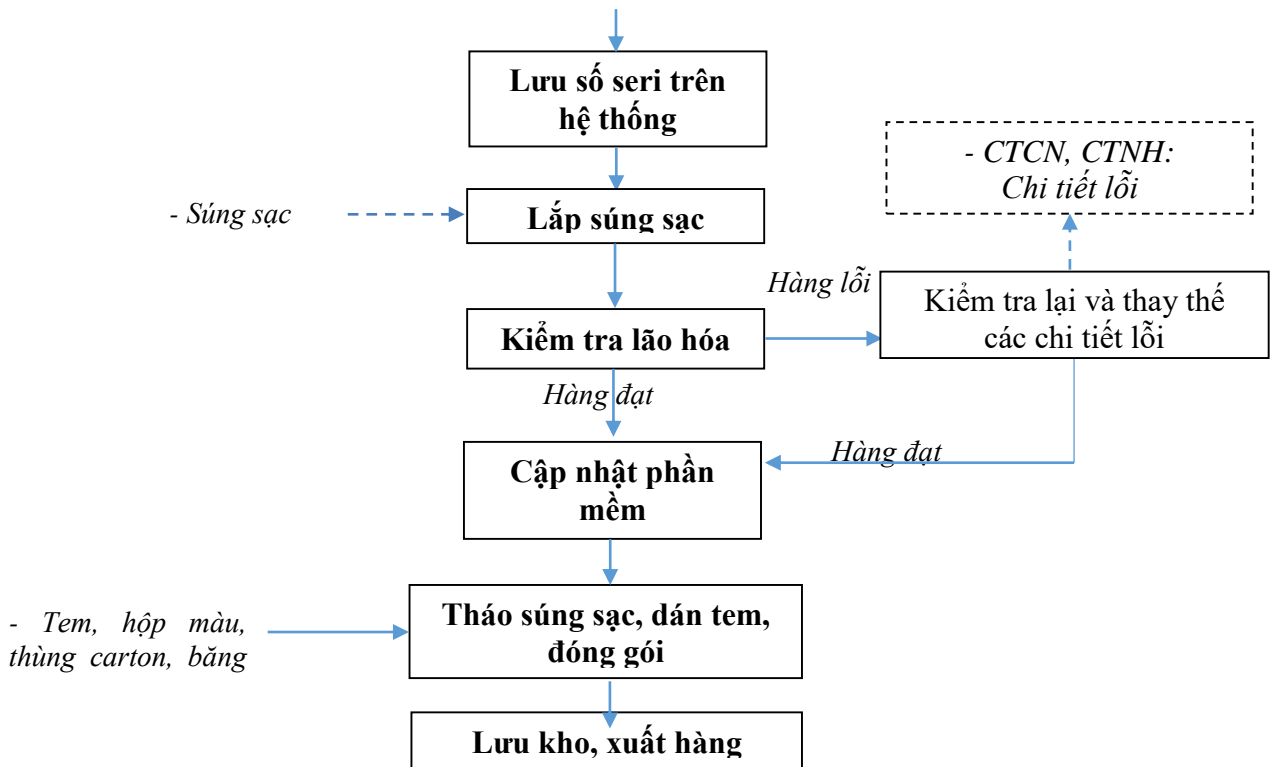 Lưu số seri trên
hệ thống
- CTCN, CTNH:
Chi tiết lỗi
- Súng sạc
Lắp súng sạc
Hàng lỗi
Kiểm tra lại và thay thế
các chi tiết lỗi
Kiểm tra lão hóa
Hàng đạt
Hàng đạt
Cập nhật phần
mềm
- Tem, hộp màu,
thùng carton, băng
Tháo súng sạc, dán tem,
đóng gói
Lưu kho, xuất hàng